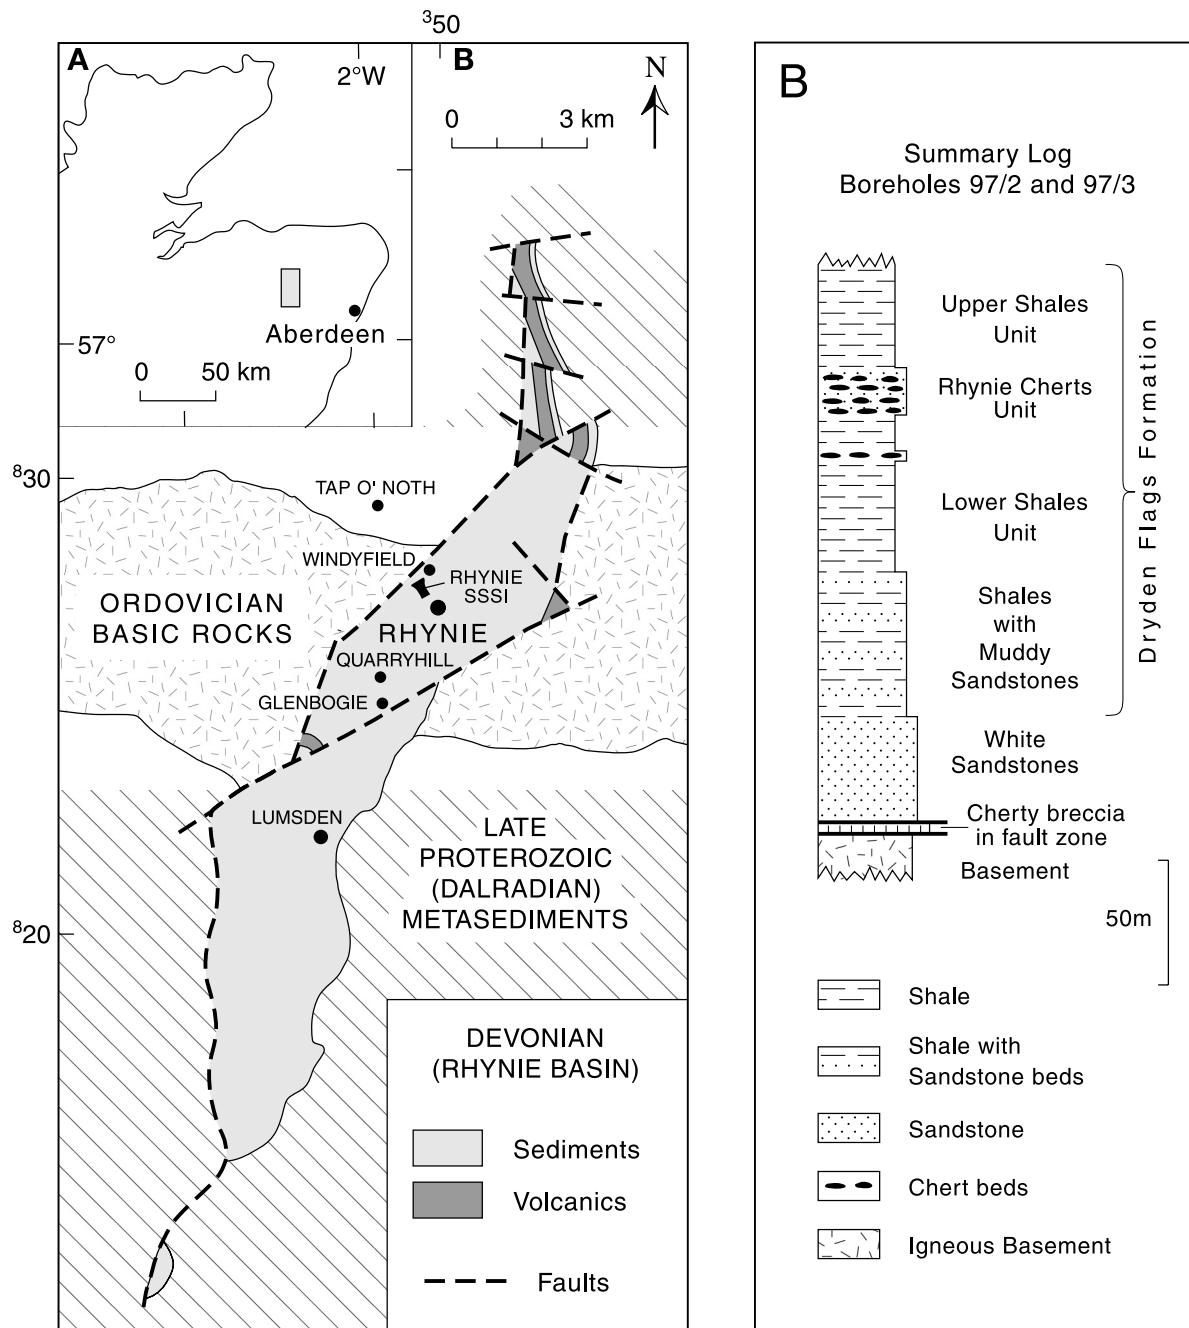 ³50
A
2°W
B
N
0
3 km
57°
Aberdeen
0
50 km
⁸30
TAP O' NOTH
WINDYFIELD
RHYNIE
SSSI
ORDOVICIAN
BASIC ROCKS
RHYNIE
QUARRYHILL
GLENBOGIE
LUMSDEN
LATE
PROTEROZOIC
(DALRADIAN)
METASEDIMENTS
⁸20
DEVONIAN
(RHYNIE BASIN)
Sediments
Volcanics
Faults
B
Summary Log
Boreholes 97/2 and 97/3
Upper Shales
Unit
Rhynie Cherts
Unit
Lower Shales
Unit
Shales
with
Muddy
Sandstones
Dryden Flags Formation
White
Sandstones
Cherty breccia
in fault zone
Basement
50m
Shale
Shale with
Sandstone beds
Sandstone
Chert beds
Igneous Basement